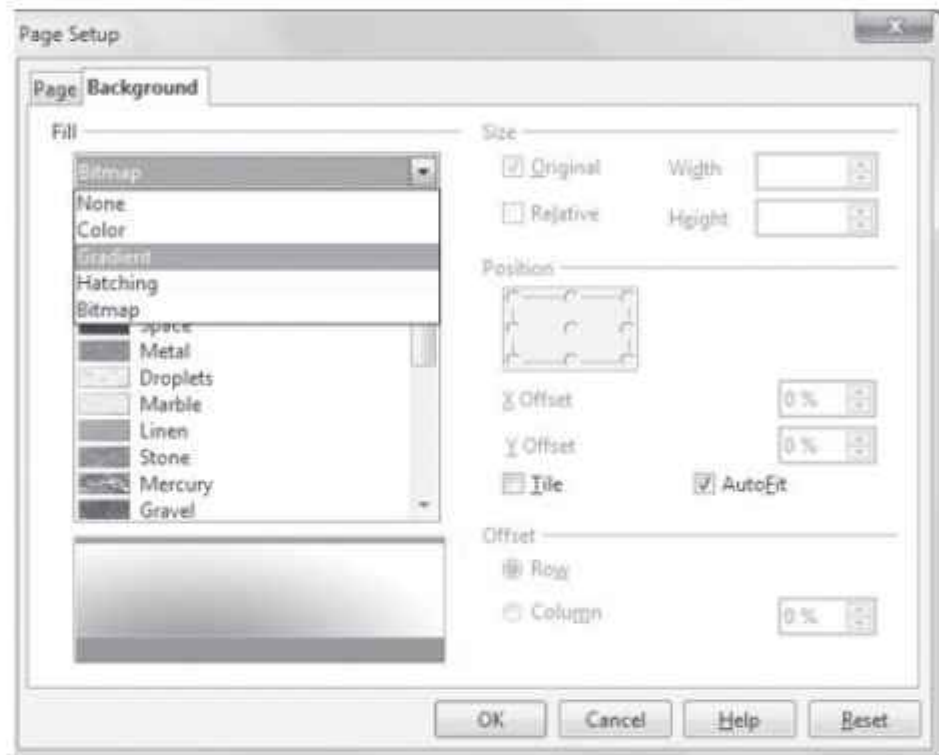 Page Setup
Page Background
Fill
Bitmap
None
Color
Gradient
Hatching
Bitmap
Space
Metal
Droplets
Marble
Linen
Stone
Mercury
Gravel
Size
Original Width
Relative Height
Position
X Offset 0 %
Y Offset 0 %
Tile AutoFit
Offset
Row
Column 0 %
OK Cancel Help Reset